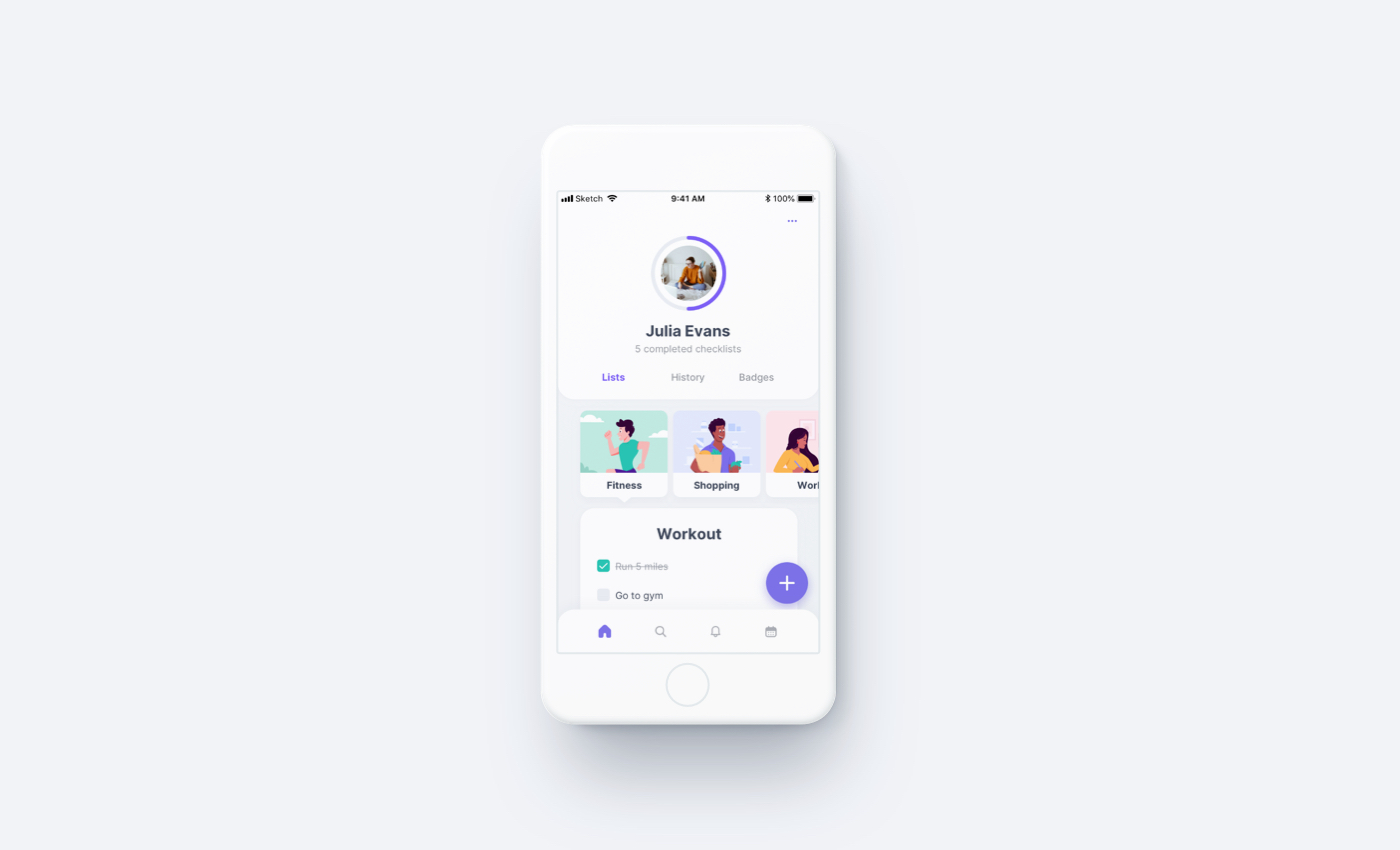 Sketch 9:41 AM 100%
...
Julia Evans
5 completed checklists
Lists History Badges
Fitness Shopping Worl
Workout
Run 5 miles
Go to gym